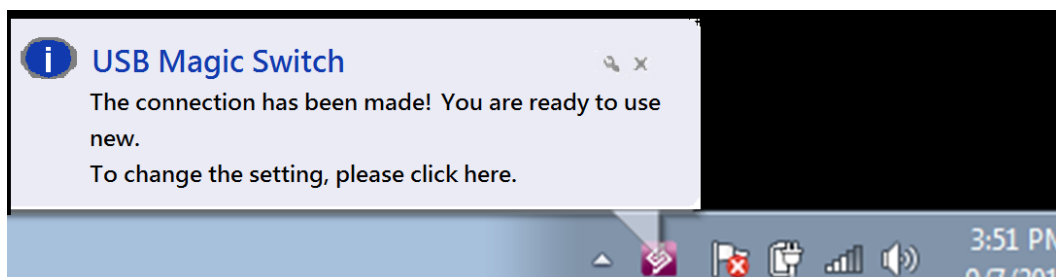 USB Magic Switch
The connection has been made! You are ready to use
new.
To change the setting, please click here.
3:51 PM